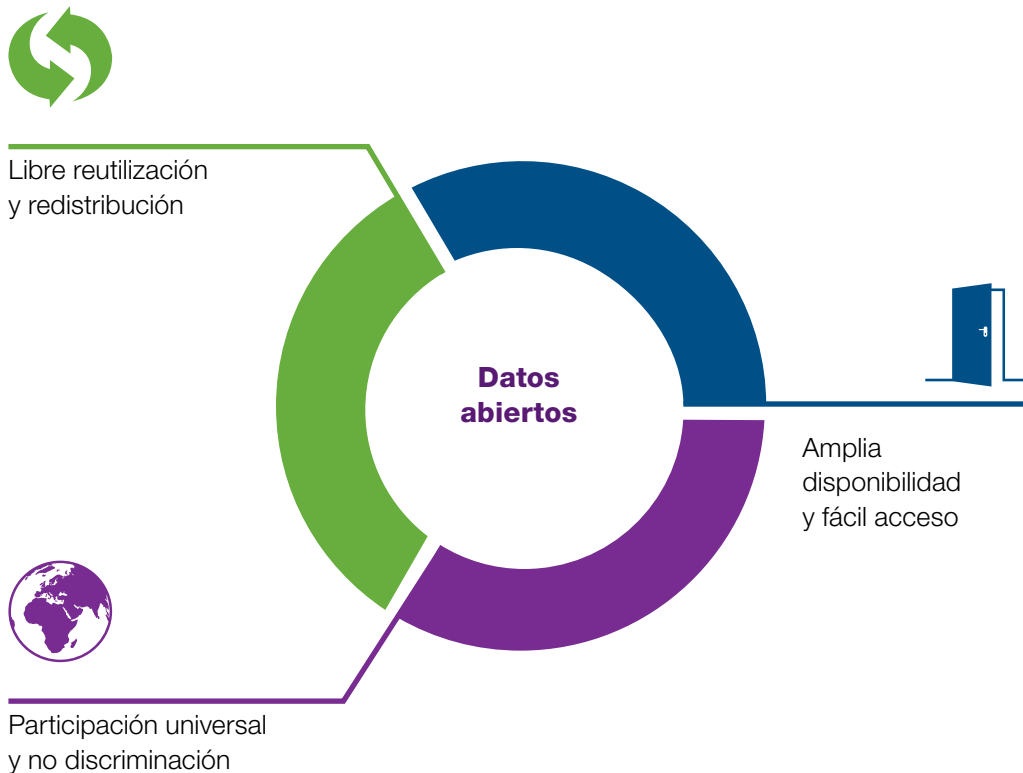 Libre reutilización
y redistribución
Datos
abiertos
Amplia
disponibilidad
y fácil acceso
Participación universal
y no discriminación